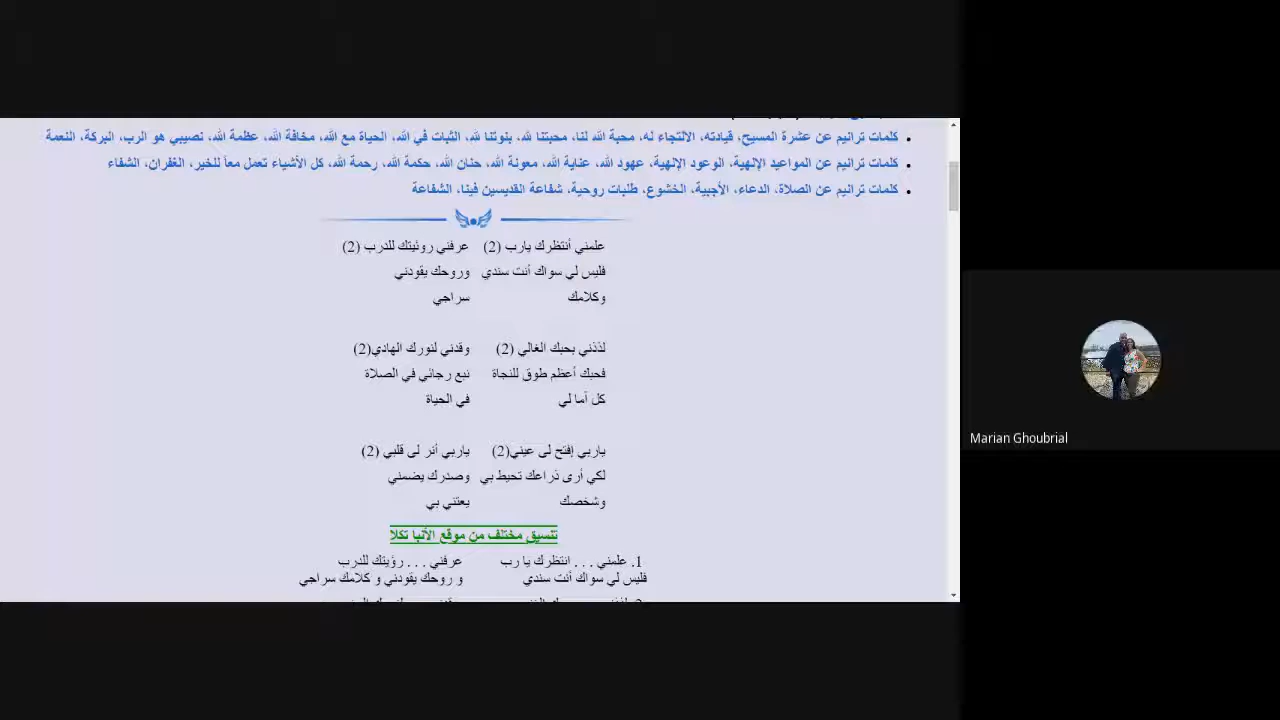 كلمات ترانيم عن عشرة المسيح، قيادته، الالتجاء له، محبة الله لنا، محبتنا لله، بنوتنا لله، الثبات في الله، الحياة مع الله، مخافة الله، عظمة الله، نصيبي هو الرب، البركة، النعمة
كلمات ترانيم عن المواعيد الإلهية، الوعود الإلهية، عهود الله، عناية الله، معونة الله، حنان الله، حكمة الله، رحمة الله، كل الأشياء تعمل معاً للخير، الغفران، الشفاء
كلمات ترانيم عن الصلاة، الدعاء، الأجبية، الخشوع، طلبات روحية، شفاعة القديسين فينا، الشفاعة
علمني أنتظرك يارب (2) عرفني روئيتك للدرب (2)
فليس لي سواك أنت سندي وروحك يقودني
وكلامك سراجي
لذذني بحبك الغالي (2) وقدني لنورك الهادي(2)
فحبك أعظم طوق للنجاة نبع رجائي في الصلاة
كل آما لي في الحياة
ياربي إفتح لى عيني(2) ياربي أنر لى قلبي (2)
لكي أرى ذراعك تحيط بي وصدرك يضمني
وشخصك يعتني بي
تنسيق مختلف من موقع الأنبا تكلا
1. علمني . . . انتظرك يا رب عرفني . . . رؤيتك للدرب
فليس لي سواك أنت سندي و روحك يقودني و كلامك سراجي
Marian Ghoubrial